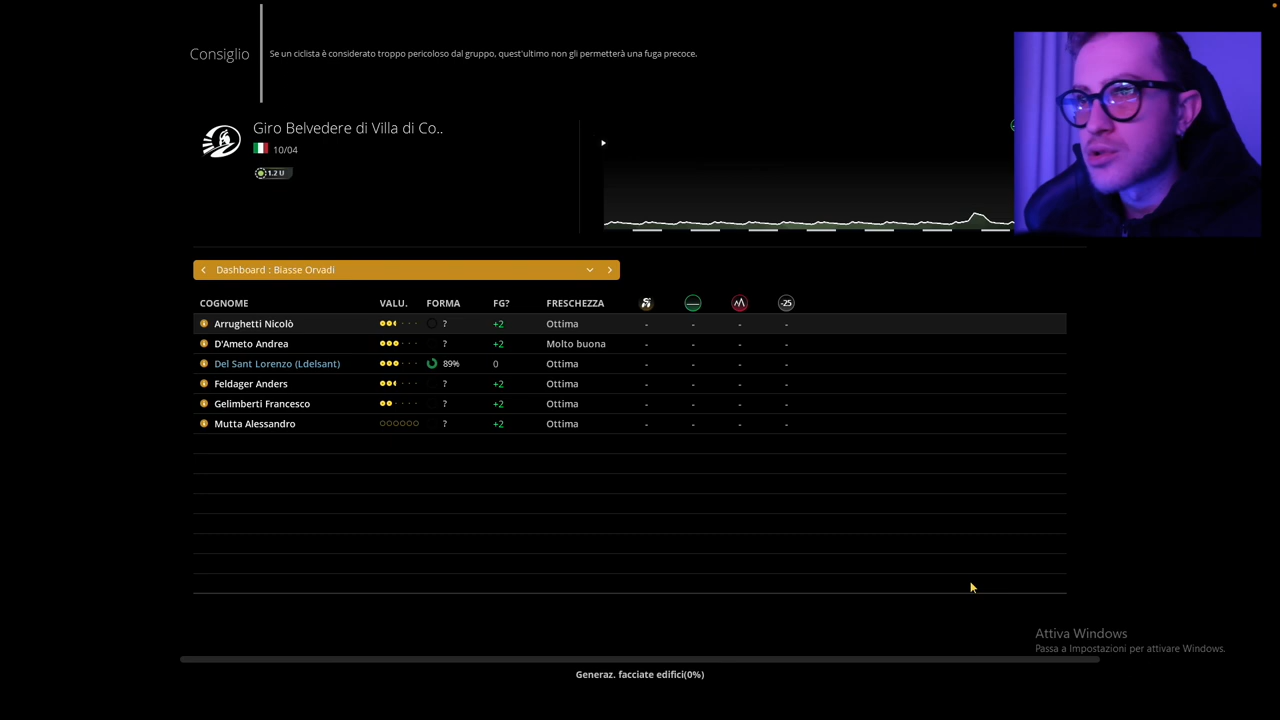 Consiglio
Se un ciclista è considerato troppo pericoloso dal gruppo, quest'ultimo non gli permetterà una fuga precoce.
Giro Belvedere di Villa di Co..
10/04
1.2 U
Dashboard : Biasse Orvadi
COGNOME VALU. FORMA FG? FRESCHEZZA -25
Arrughetti Nicolò ? +2 Ottima - - - -
D'Ameto Andrea ? +2 Molto buona - - - -
Del Sant Lorenzo (Ldelsant) 89% 0 Ottima - - - -
Feldager Anders ? +2 Ottima - - - -
Gelimberti Francesco ? +2 Ottima - - - -
Mutta Alessandro ? +2 Ottima - - - -
Attiva Windows
Passa a Impostazioni per attivare Windows.
Generaz. facciate edifici(0%)